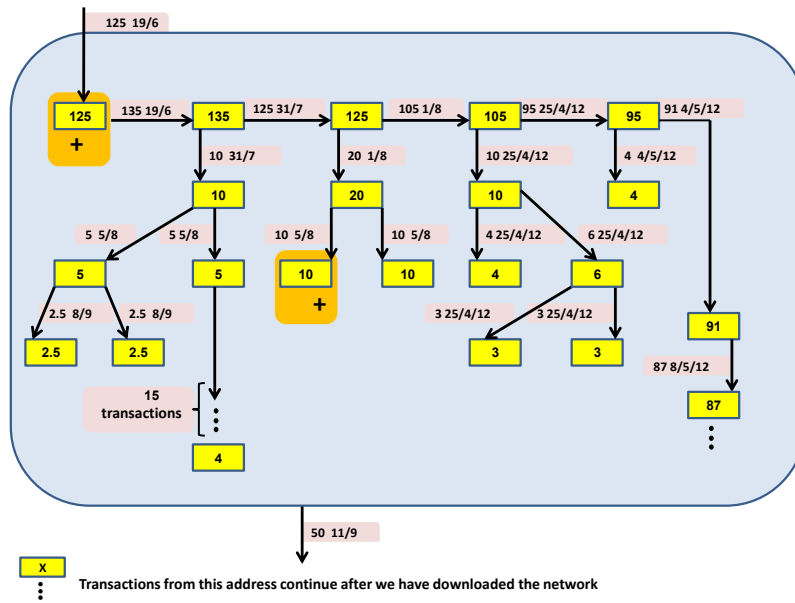 125 19/6
125 135 19/6 135 125 31/7 125 105 1/8 105 95 25/4/12 95 91 4/5/12
+
10 31/7 20 1/8 10 25/4/12 4 4/5/12
10 20 10 4
5 5/8 5 5/8 10 5/8 10 5/8 4 25/4/12 6 25/4/12
5 5 10 10 4 6
+
2.5 8/9 2.5 8/9 3 25/4/12 3 25/4/12
91
2.5 2.5 3 3
87 8/5/12
15
transactions
87
4
50 11/9
X
Transactions from this address continue after we have downloaded the network